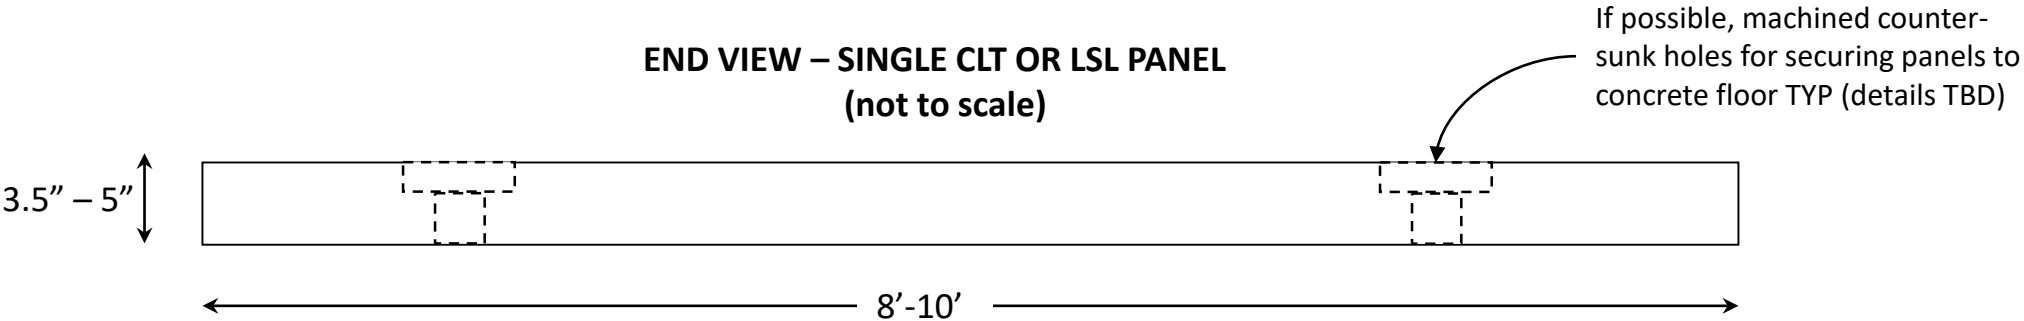 If possible, machined counter-
sunk holes for securing panels to
concrete floor TYP (details TBD)
END VIEW – SINGLE CLT OR LSL PANEL
(not to scale)
3.5” – 5”
8’-10’